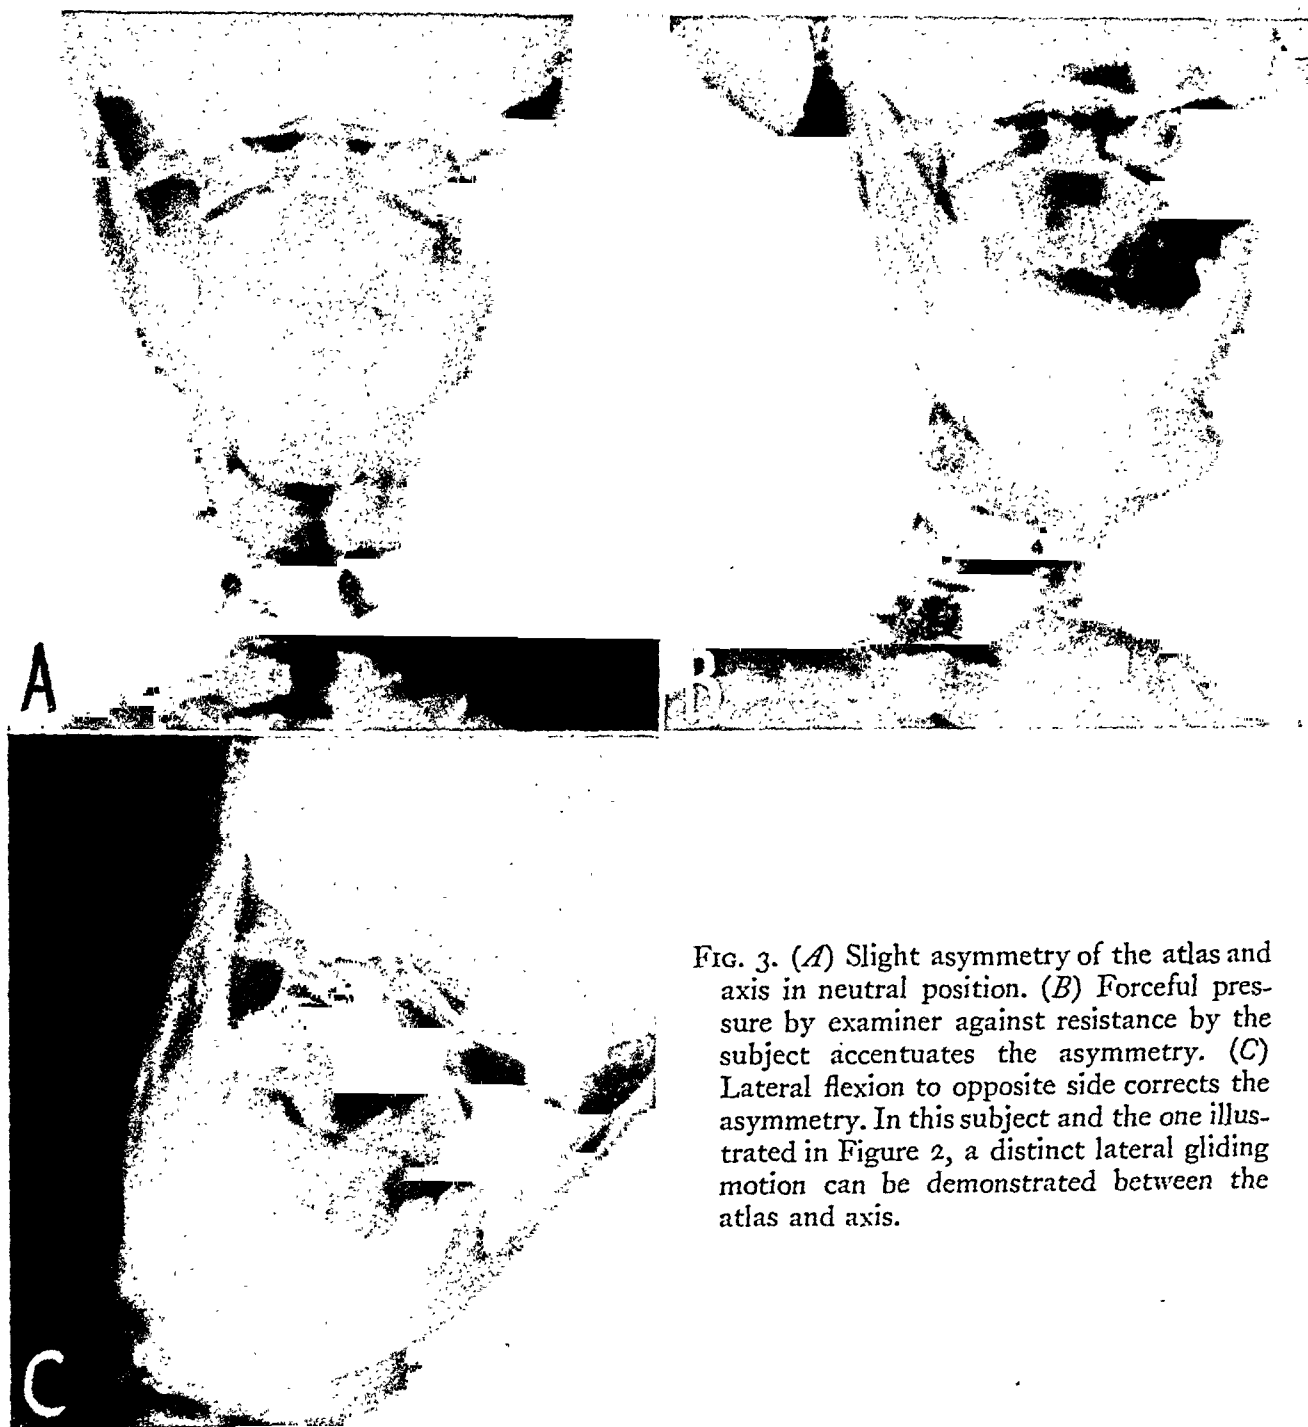 A
B
4
C
FIG. 3. (A) Slight asymmetry of the atlas and
axis in neutral position. (B) Forceful pres-
sure by examiner against resistance by the
subject accentuates the asymmetry. (C)
Lateral flexion to opposite side corrects the
asymmetry. In this subject and the one illus-
trated in Figure 2, a distinct lateral gliding
motion can be demonstrated between the
atlas and axis.